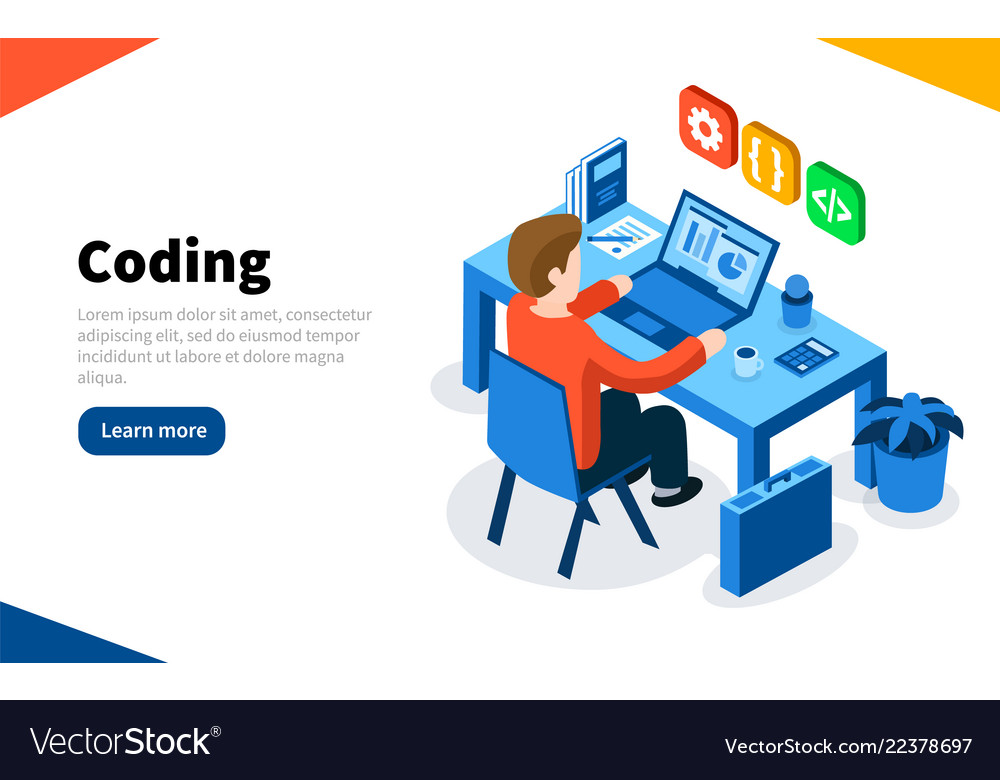 Coding
Lorem ipsum dolor sit amet, consectetur
adipiscing elit, sed do eiusmod tempor
incididunt ut labore et dolore magna
aliqua.
Learn more
{ }
</>
VectorStock®
VectorStock.com/22378697